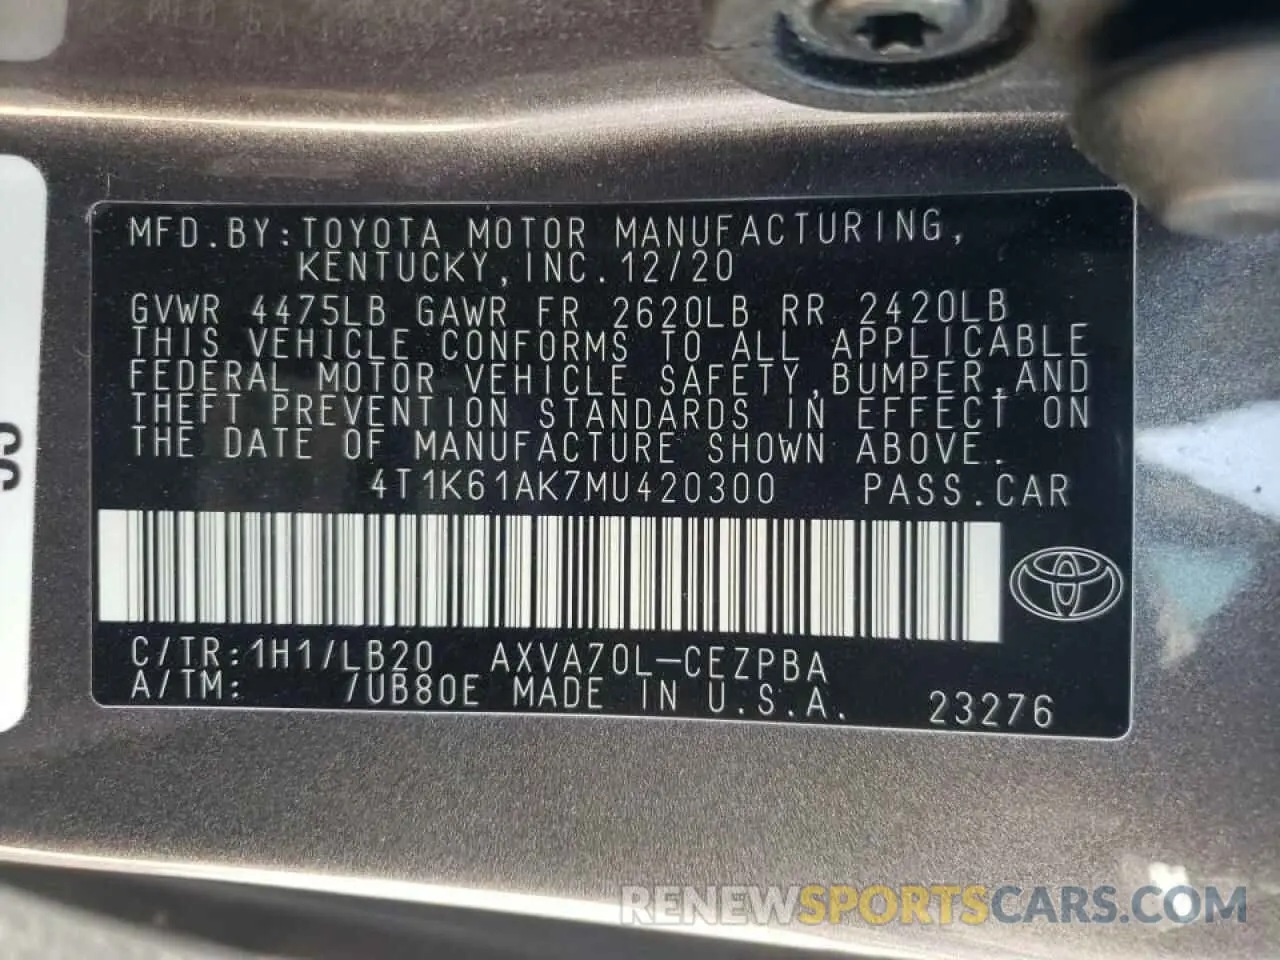 MFD.BY:TOYOTA MOTOR MANUFACTURING,
KENTUCKY,INC.12/20
GVWR 4475LB GAWR FR 2620LB RR 2420LB
THIS VEHICLE CONFORMS TO ALL APPLICABLE
FEDERAL MOTOR VEHICLE SAFETY,BUMPER,AND
THEFT PREVENTION STANDARDS IN EFFECT ON
THE DATE OF MANUFACTURE SHOWN ABOVE.
4T1K61AK7MU420300 PASS.CAR
C/TR:1H1/LB20 AXVA70L-CEZPBA
A/TM: /UB80E MADE IN U.S.A. 23276
RENEWSPORTSCARS.COM